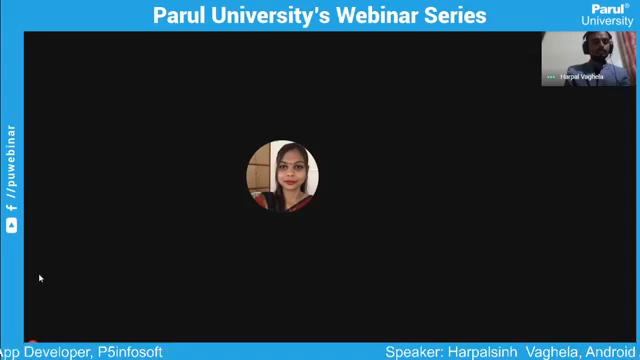 Parul University's Webinar Series
Parul®
University
Harpal Vaghela
//puwebinar
App Developer, P5infosoft
Speaker: Harpalsinh Vaghela, Android